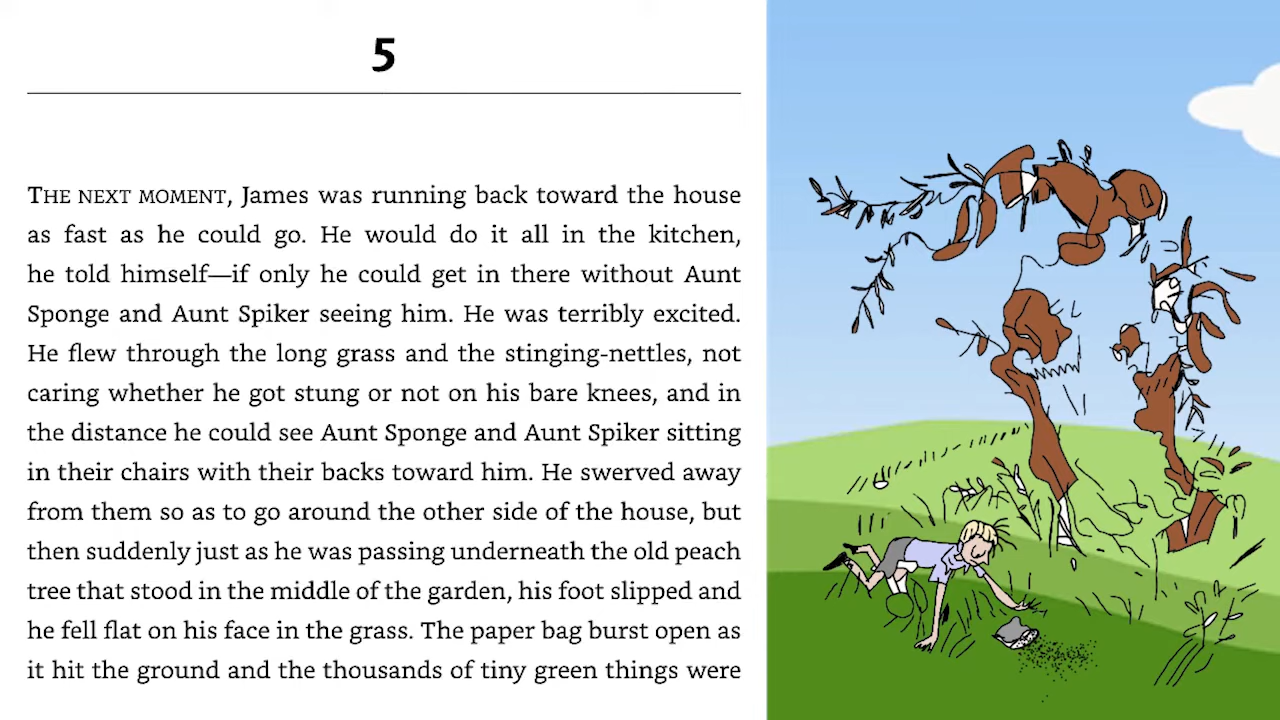 5
THE NEXT MOMENT, James was running back toward the house
as fast as he could go. He would do it all in the kitchen,
he told himself—if only he could get in there without Aunt
Sponge and Aunt Spiker seeing him. He was terribly excited.
He flew through the long grass and the stinging-nettles, not
caring whether he got stung or not on his bare knees, and in
the distance he could see Aunt Sponge and Aunt Spiker sitting
in their chairs with their backs toward him. He swerved away
from them so as to go around the other side of the house, but
then suddenly just as he was passing underneath the old peach
tree that stood in the middle of the garden, his foot slipped and
he fell flat on his face in the grass. The paper bag burst open as
it hit the ground and the thousands of tiny green things were